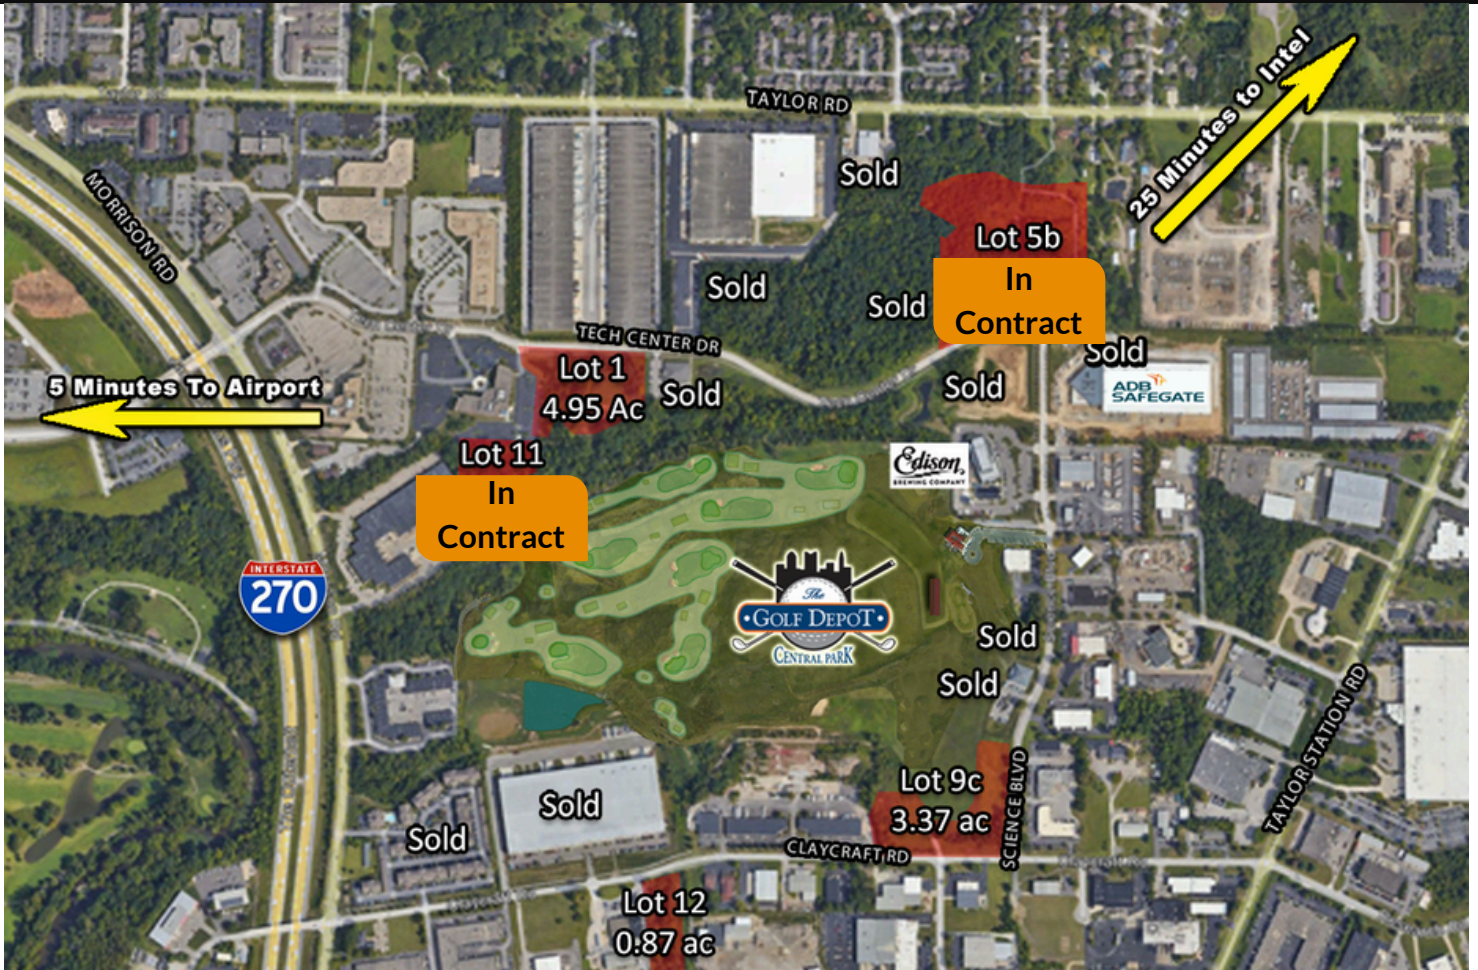 TAYLOR RD
25 Minutes to Intel
MORRISON RD
Sold
Lot 5b
In
Contract
Sold
Sold
TECH CENTER DR
Sold
Lot 1
4.95 Ac
Sold
Sold
ADB
SAFEGATE
5 Minutes To Airport
Lot 11
In
Contract
Edison
BREWING COMPANY
INTERSTATE
270
The
GOLF DEPOT
CENTRAL PARK
Sold
Sold
TAYLOR STATION RD
Lot 9c
3.37 ac
SCIENCE BLVD
Sold
Sold
CLAYCRAFT RD
Lot 12
0.87 ac